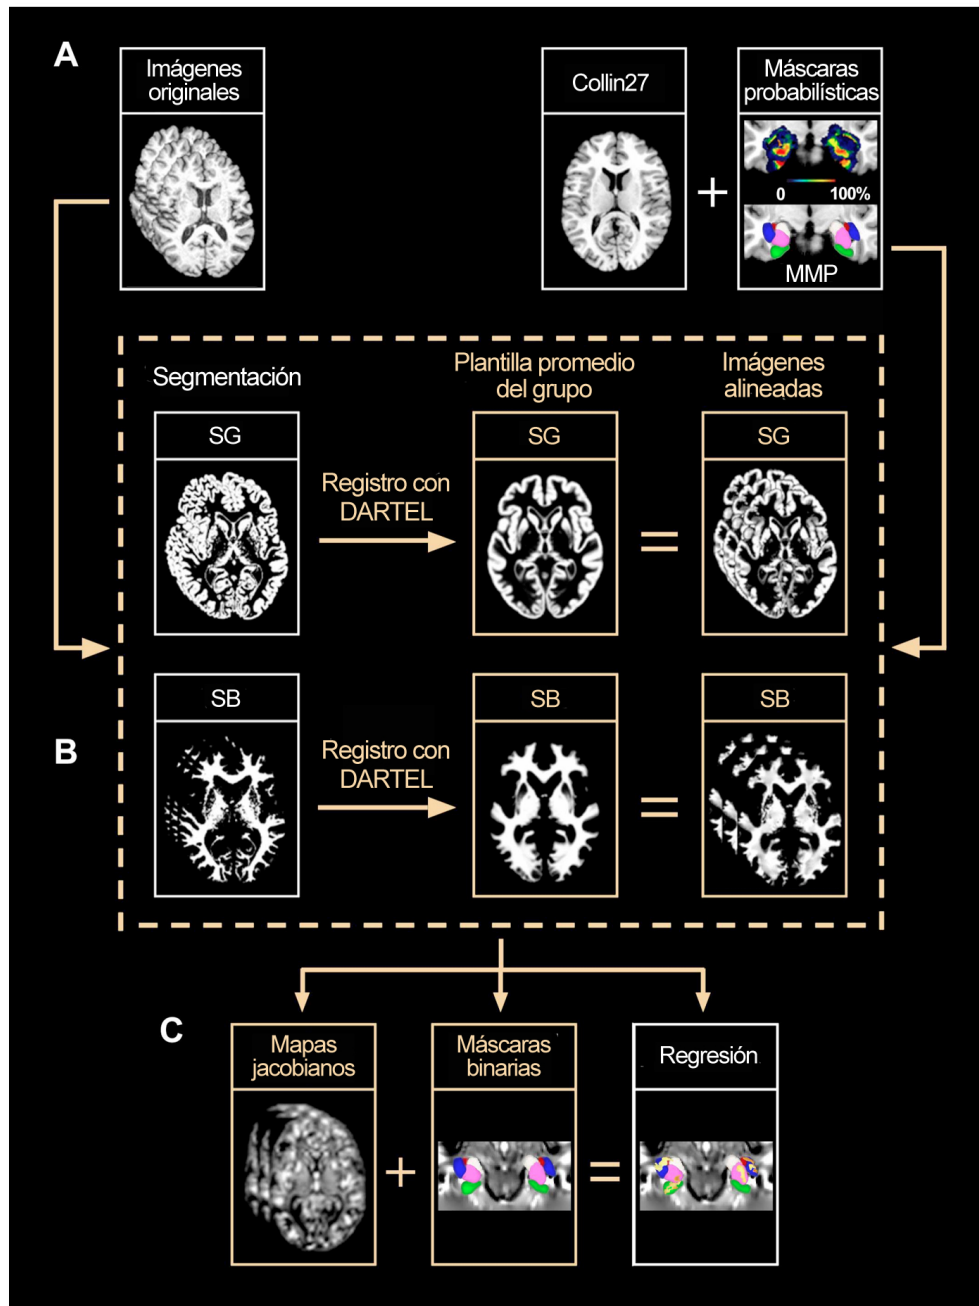 A
Imágenes
originales
Collin27
Máscaras
probabilísticas
+
0 100%
MMP
Segmentación
Plantilla promedio
del grupo
Imágenes
alineadas
SG
Registro con
DARTEL
SG
=
SG
B
SB
Registro con
DARTEL
SB
=
SB
C
Mapas
jacobianos
+
Máscaras
binarias
=
Regresión